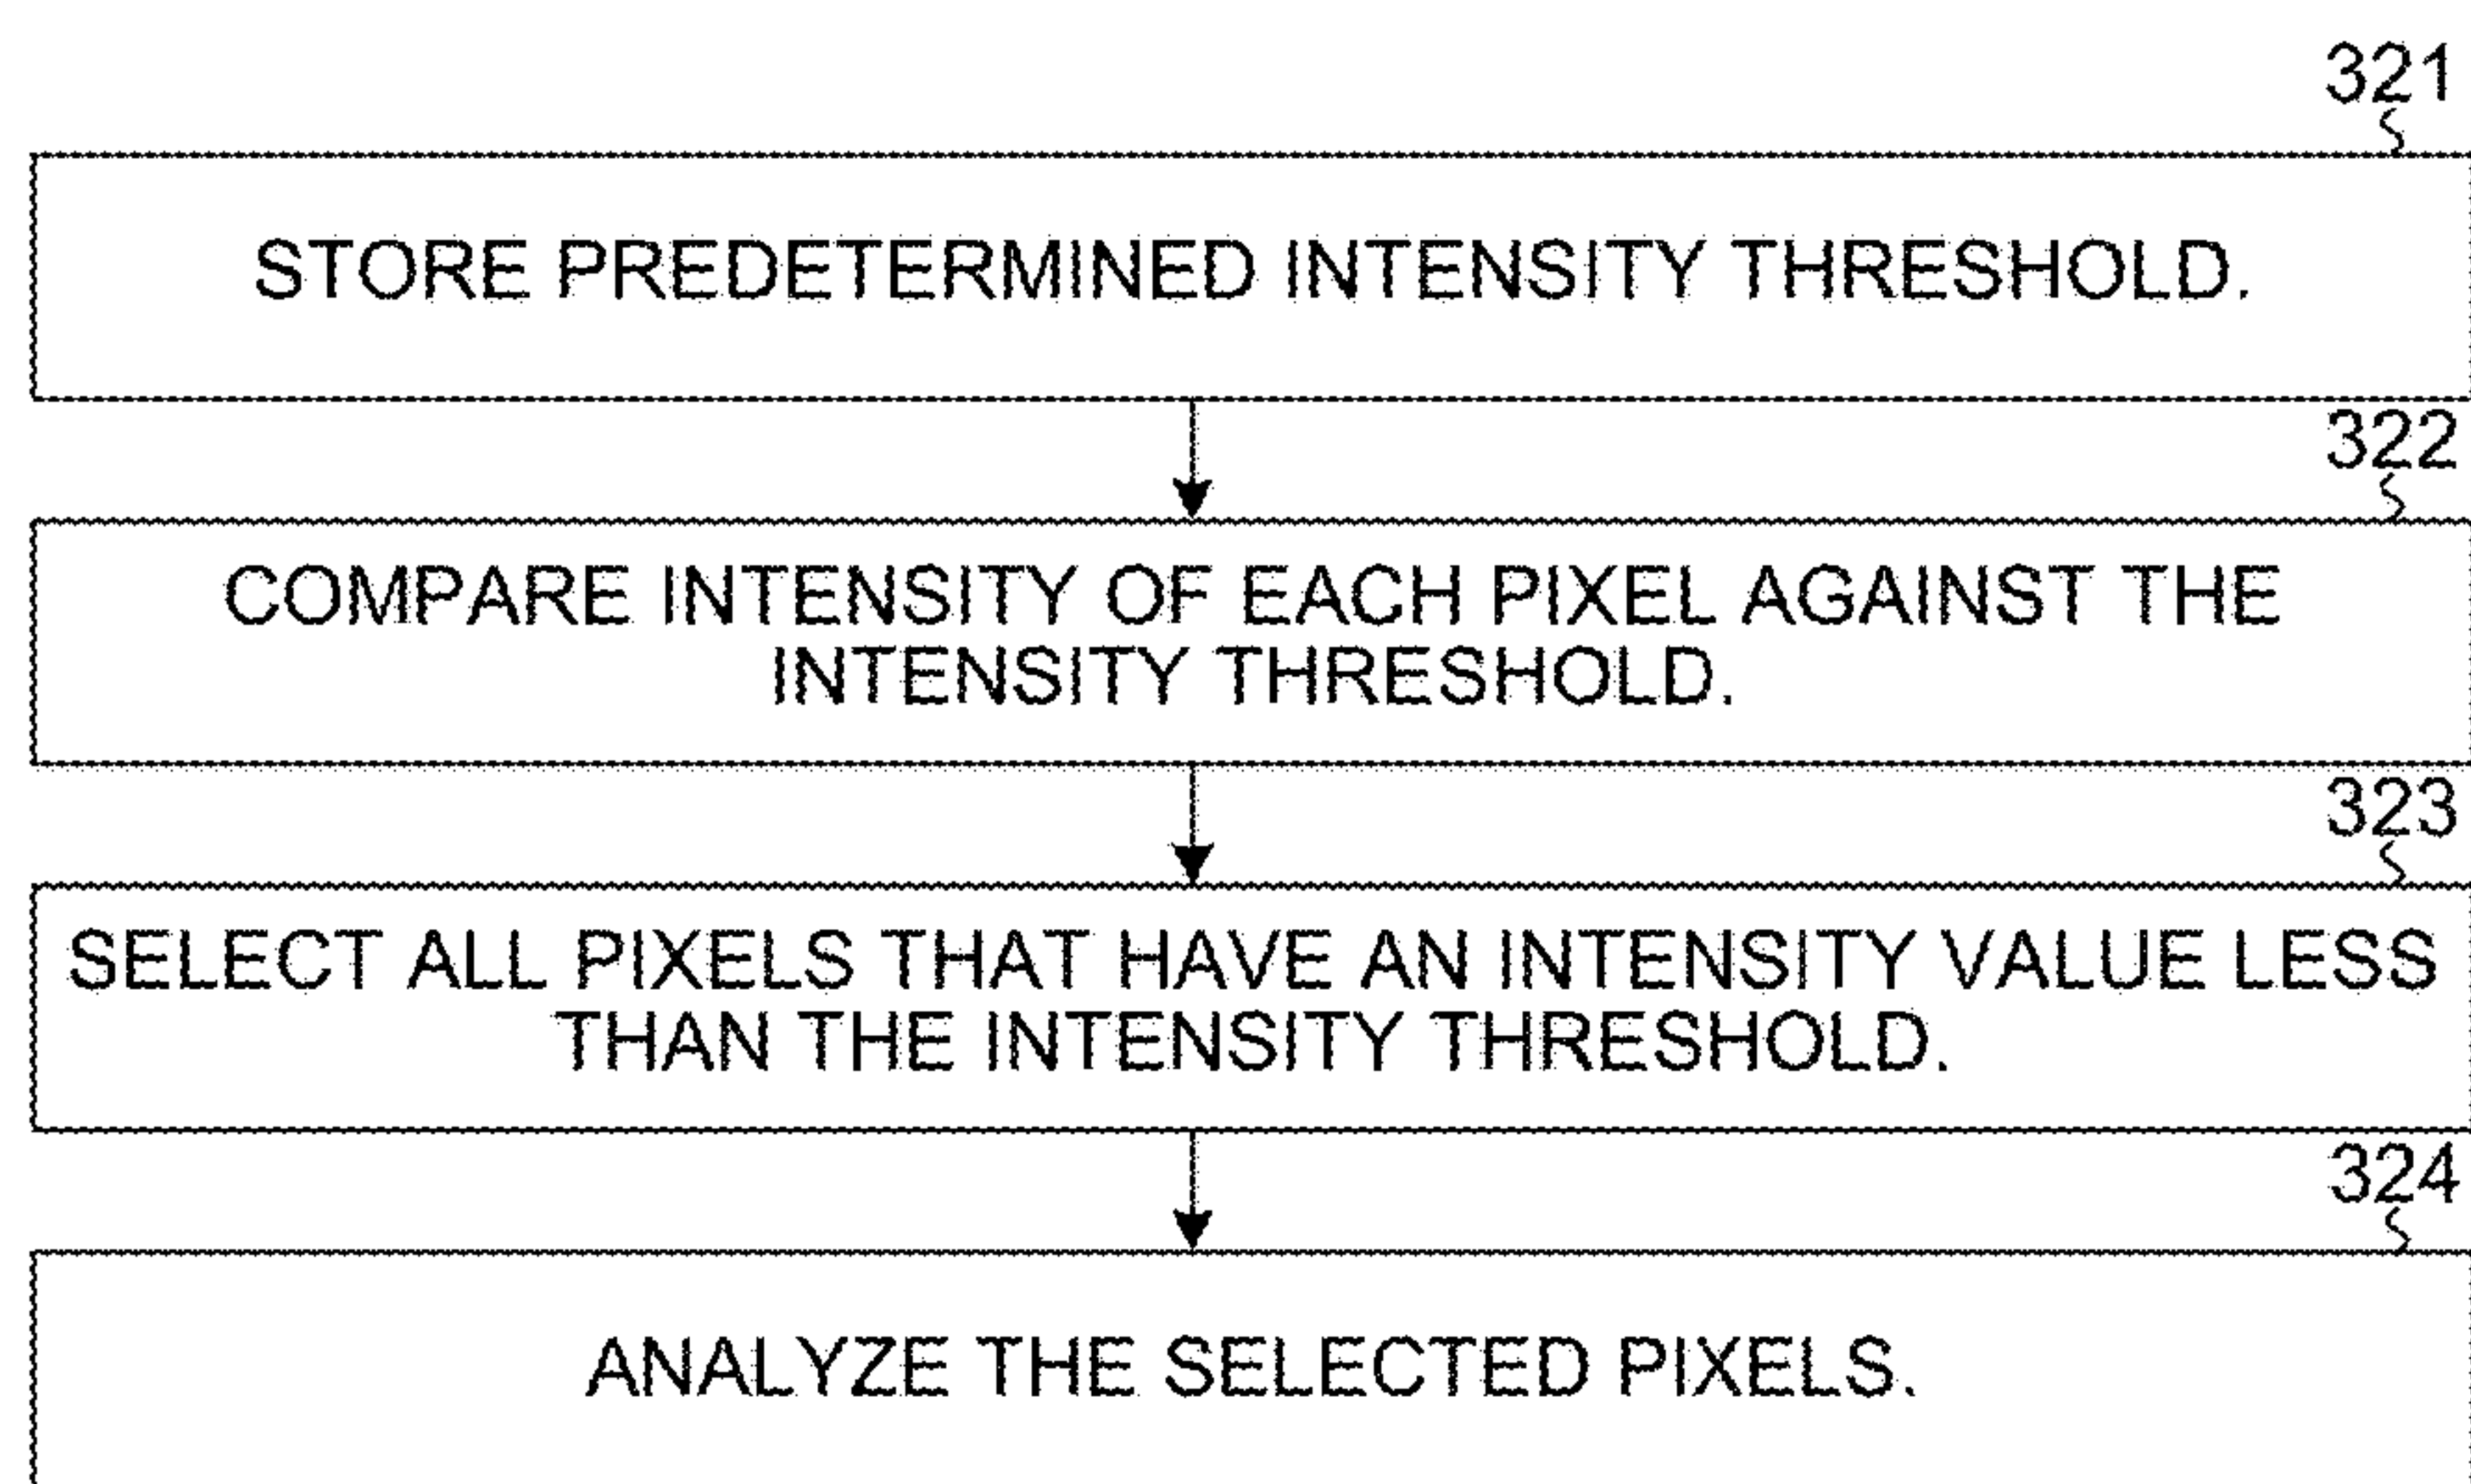 321
STORE PREDETERMINED INTENSITY THRESHOLD.
322
COMPARE INTENSITY OF EACH PIXEL AGAINST THE
INTENSITY THRESHOLD.
323
SELECT ALL PIXELS THAT HAVE AN INTENSITY VALUE LESS
THAN THE INTENSITY THRESHOLD.
324
ANALYZE THE SELECTED PIXELS.